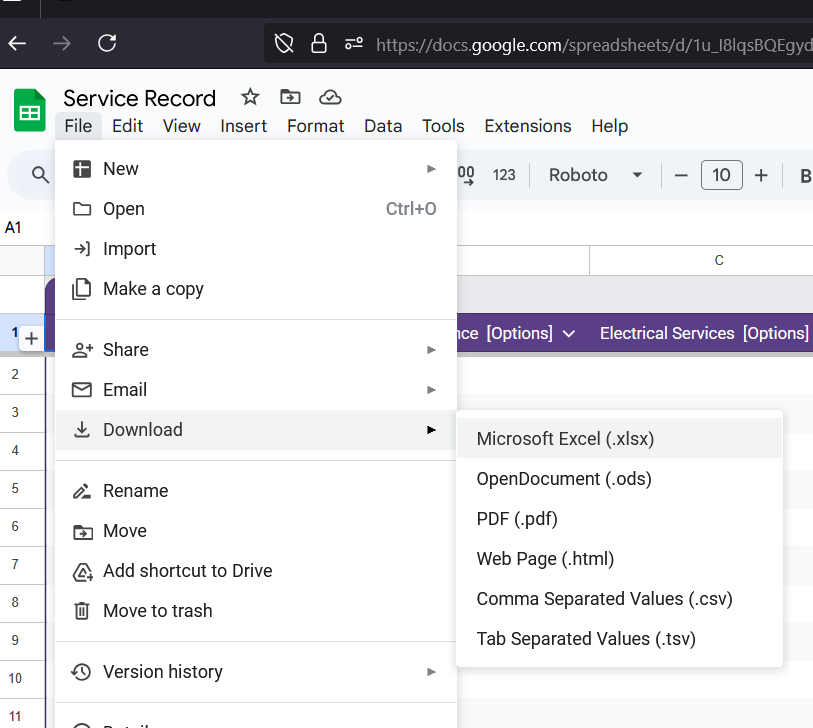 https://docs.google.com/spreadsheets/d/1u_I8lqsBQEgyd
Service Record
File Edit View Insert Format Data Tools Extensions Help
New
.00 123 Roboto 10 B
Open Ctrl+O
A1
Import
C
Make a copy
1 nce [Options] Electrical Services [Options]
Share
2
Email
3
Download
Microsoft Excel (.xlsx)
4
OpenDocument (.ods)
5
Rename
PDF (.pdf)
6
Move
Web Page (.html)
7
Add shortcut to Drive
Comma Separated Values (.csv)
8
Move to trash
Tab Separated Values (.tsv)
9
Version history
10
11